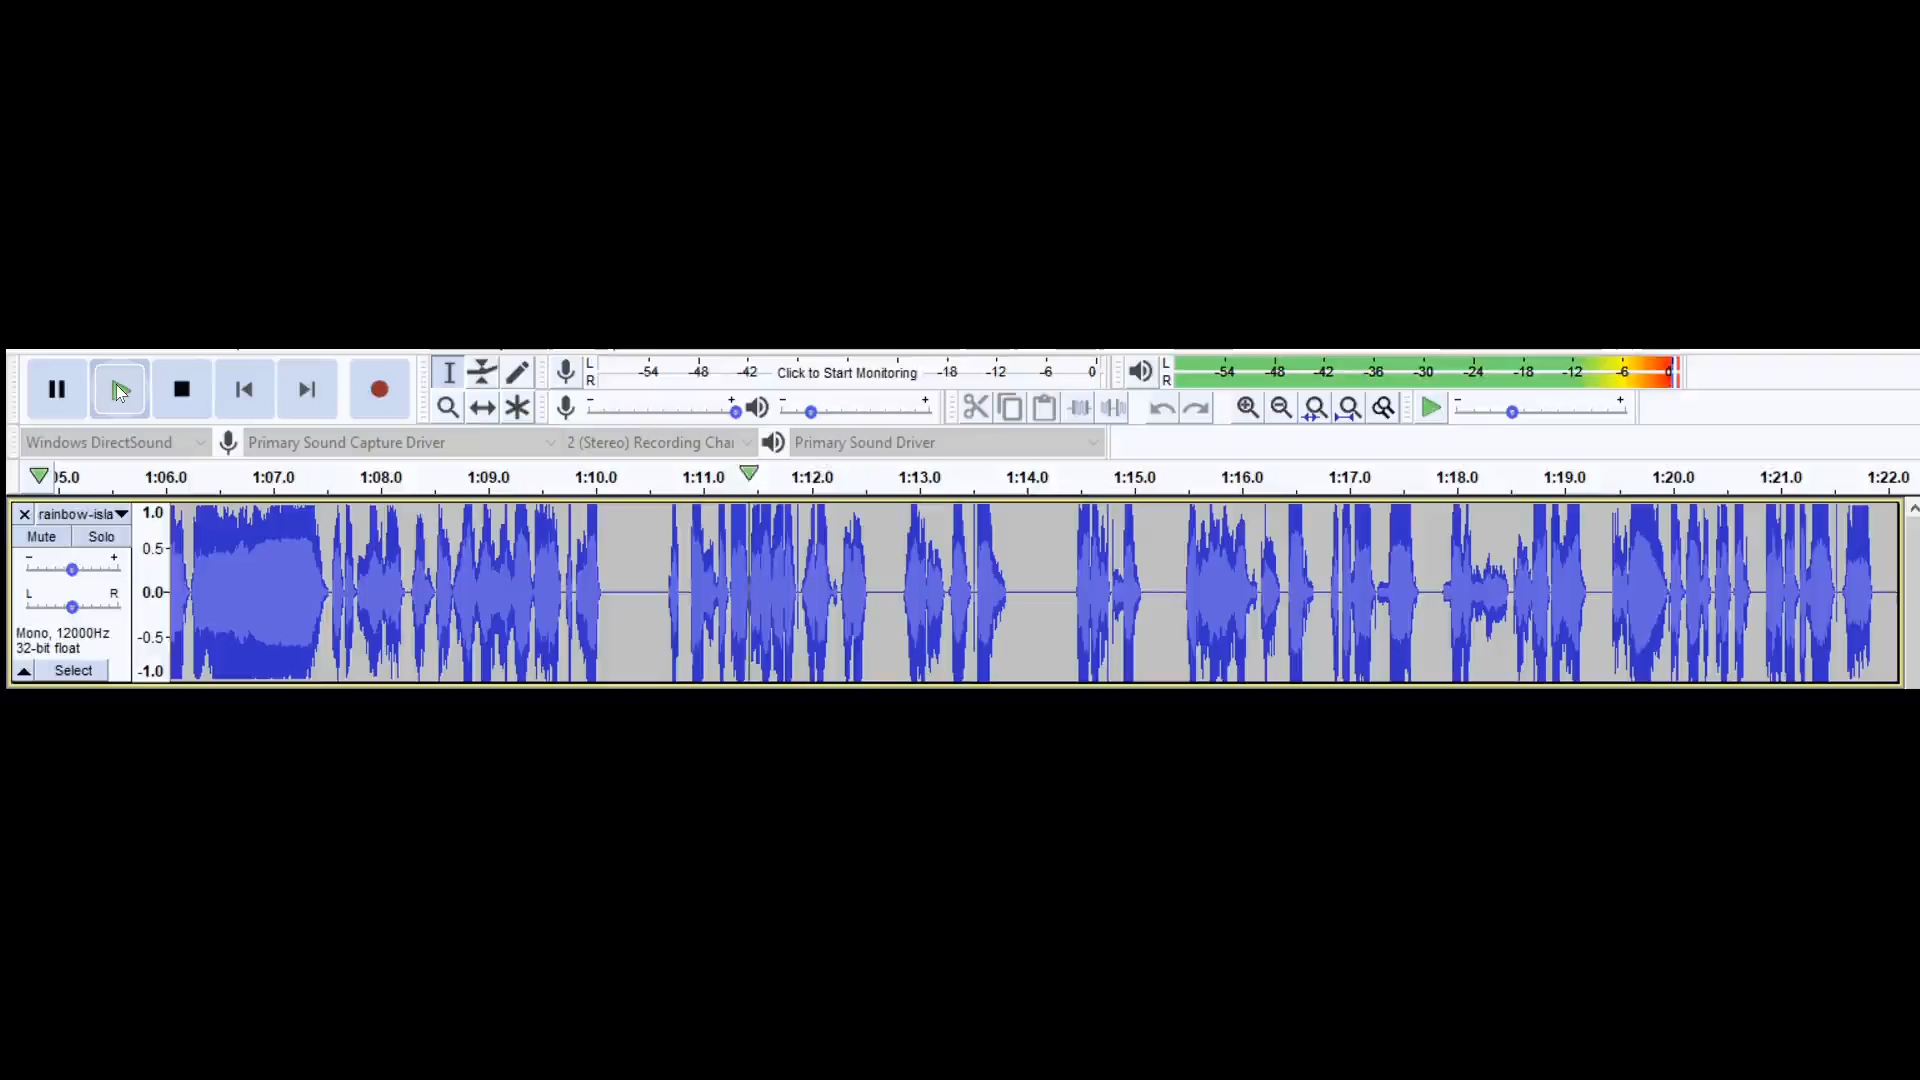 L
R
-54 -48 -42 Click to Start Monitoring -18 -12 -6 0
L
R
-54 -48 -42 -36 -30 -24 -18 -12 -6 0
- + - + - +
Windows DirectSound Primary Sound Capture Driver 2 (Stereo) Recording Cha Primary Sound Driver
05.0 1:06.0 1:07.0 1:08.0 1:09.0 1:10.0 1:11.0 1:12.0 1:13.0 1:14.0 1:15.0 1:16.0 1:17.0 1:18.0 1:19.0 1:20.0 1:21.0 1:22.0
rainbow-isla
Mute Solo
- +
L R
Mono, 12000Hz
32-bit float
Select
1.0
0.5
0.0
-0.5
-1.0